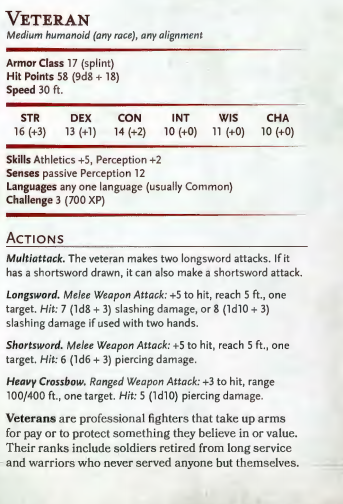 VETERAN
Medium humanoid (any race), any alignment
Armor Class 17 (splint)
Hit Points 58 (9d8 + 18)
Speed 30 ft.
STR DEX CON INT WIS CHA
16 (+3) 13 (+1) 14 (+2) 10 (+0) 11 (+0) 10 (+0)
Skills Athletics +5, Perception +2
Senses passive Perception 12
Languages any one language (usually Common)
Challenge 3 (700 XP)
ACTIONS
Multiattack. The veteran makes two longsword attacks. If it
has a shortsword drawn, it can also make a shortsword attack.
Longsword. Melee Weapon Attack: +5 to hit, reach 5 ft., one
target. Hit: 7 (1d8 + 3) slashing damage, or 8 (1d10 + 3)
slashing damage if used with two hands.
Shortsword. Melee Weapon Attack: +5 to hit, reach 5 ft., one
target. Hit: 6 (1d6 + 3) piercing damage.
Heavy Crossbow. Ranged Weapon Attack: +3 to hit, range
100/400 ft., one target. Hit: 5 (1d10) piercing damage.
Veterans are professional fighters that take up arms
for pay or to protect something they believe in or value.
Their ranks include soldiers retired from long service
and warriors who never served anyone but themselves.